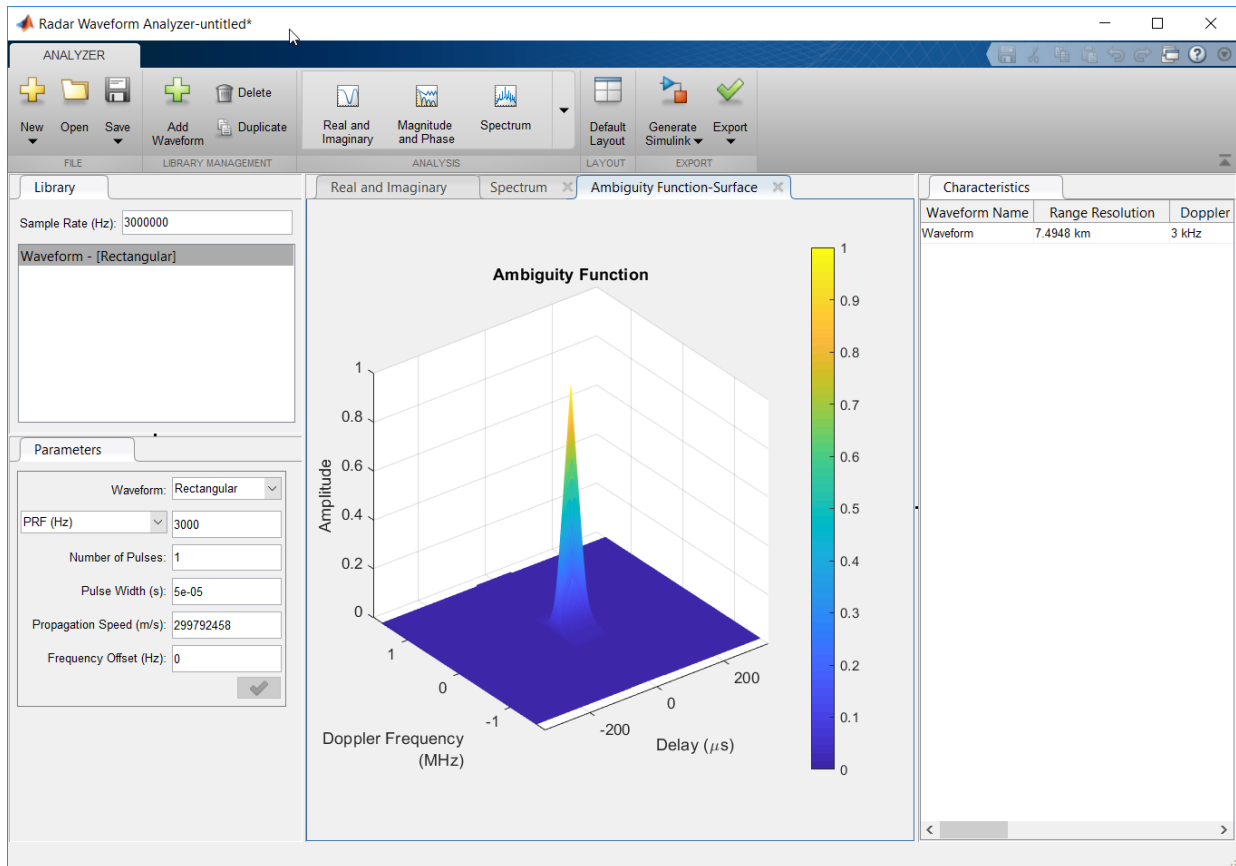 Radar Waveform Analyzer-untitled*
ANALYZER
New
Open
Save
Add
Waveform
Delete
Duplicate
Real and
Imaginary
Magnitude
and Phase
Spectrum
Default
Layout
Generate
Simulink
Export
FILE
LIBRARY MANAGEMENT
ANALYSIS
LAYOUT
EXPORT
Library
Sample Rate (Hz): 3000000
Waveform - [Rectangular]
Parameters
Waveform: Rectangular
PRF (Hz) 3000
Number of Pulses: 1
Pulse Width (s): 5e-05
Propagation Speed (m/s): 299792458
Frequency Offset (Hz): 0
Real and Imaginary
Spectrum
Ambiguity Function-Surface
Ambiguity Function
Amplitude
1
0.8
0.6
0.4
0.2
0
1
0
-1
Doppler Frequency
(MHz)
-200
0
200
Delay (μs)
1
0.9
0.8
0.7
0.6
0.5
0.4
0.3
0.2
0.1
0
Characteristics
Waveform Name Range Resolution Doppler
Waveform 7.4948 km 3 kHz